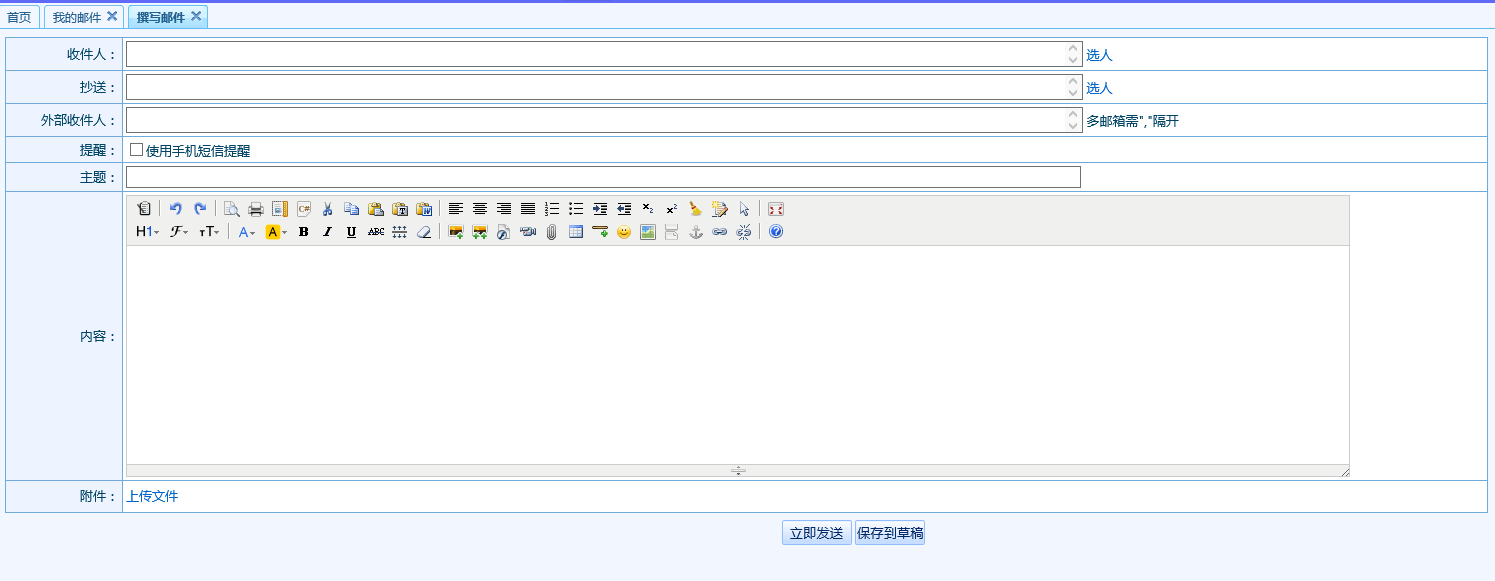 首页 我的邮件 撰写邮件
收件人： 选人
抄送： 选人
外部收件人： 多邮箱需","隔开
提醒： 使用手机短信提醒
主题：
C#
H1 F TT A A B I U ABC
内容：
附件： 上传文件
立即发送 保存到草稿